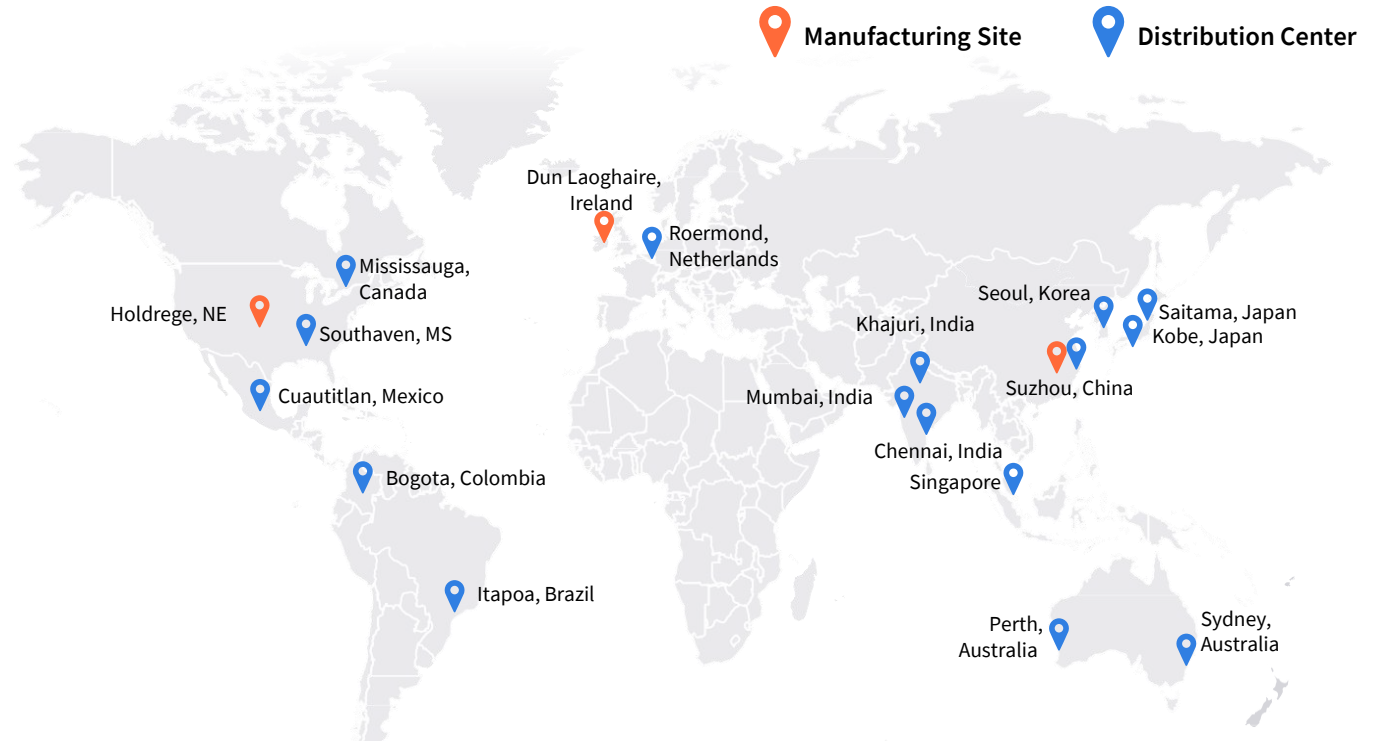 Manufacturing Site
Distribution Center
Dun Laoghaire,
Ireland
Roermond,
Netherlands
Mississauga,
Canada
Holdrege, NE
Southaven, MS
Cuautitlan, Mexico
Bogota, Colombia
Itapoa, Brazil
Seoul, Korea
Saitama, Japan
Kobe, Japan
Khajuri, India
Suzhou, China
Mumbai, India
Chennai, India
Singapore
Perth,
Australia
Sydney,
Australia